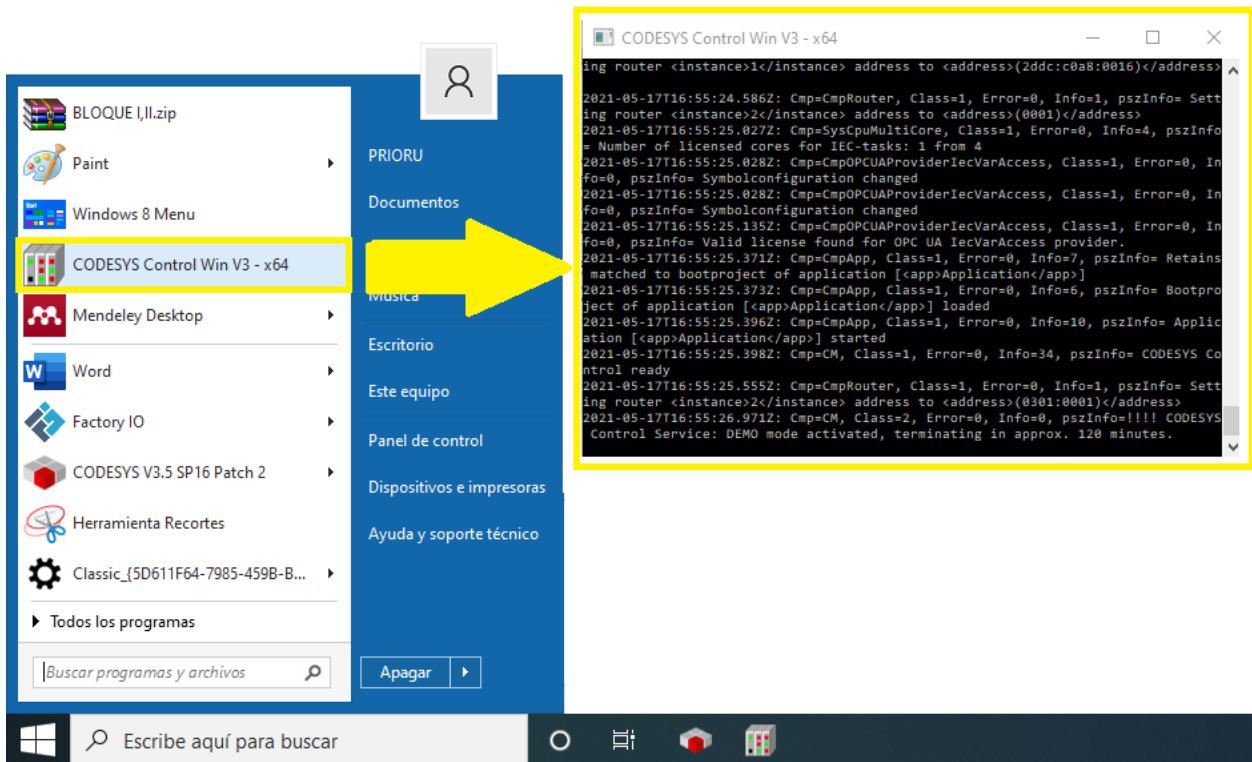 BLOQUE I,II.zip
Paint
Windows 8 Menu
CODESYS Control Win V3 - x64
Mendeley Desktop
Word
Factory IO
CODESYS V3.5 SP16 Patch 2
Herramienta Recortes
Classic_{5D611F64-7985-459B-B...
Todos los programas
Buscar programas y archivos
PRIORU
Documentos
Música
Escritorio
Este equipo
Panel de control
Dispositivos e impresoras
Ayuda y soporte técnico
Apagar
Escribe aquí para buscar
CODESYS Control Win V3 - x64
ing router <instance>1</instance> address to <address>(2ddc:c0a8:0016)</address>
2021-05-17T16:55:24.586Z: Cmp=CmpRouter, Class=1, Error=0, Info=1, pszInfo= Sett
ing router <instance>2</instance> address to <address>(0001)</address>
2021-05-17T16:55:25.027Z: Cmp=SysCpuMultiCore, Class=1, Error=0, Info=4, pszInfo
= Number of licensed cores for IEC-tasks: 1 from 4
2021-05-17T16:55:25.028Z: Cmp=CmpOPCUAProviderIecVarAccess, Class=1, Error=0, In
fo=0, pszInfo= Symbolconfiguration changed
2021-05-17T16:55:25.028Z: Cmp=CmpOPCUAProviderIecVarAccess, Class=1, Error=0, In
fo=0, pszInfo= Symbolconfiguration changed
2021-05-17T16:55:25.135Z: Cmp=CmpOPCUAProviderIecVarAccess, Class=1, Error=0, In
fo=0, pszInfo= Valid license found for OPC UA IecVarAccess provider.
2021-05-17T16:55:25.371Z: Cmp=CmpApp, Class=1, Error=0, Info=7, pszInfo= Retains
matched to bootproject of application [<app>Application</app>]
2021-05-17T16:55:25.373Z: Cmp=CmpApp, Class=1, Error=0, Info=6, pszInfo= Bootpro
ject of application [<app>Application</app>] loaded
2021-05-17T16:55:25.396Z: Cmp=CmpApp, Class=1, Error=0, Info=10, pszInfo= Applic
ation [<app>Application</app>] started
2021-05-17T16:55:25.398Z: Cmp=CM, Class=1, Error=0, Info=34, pszInfo= CODESYS Co
ntrol ready
2021-05-17T16:55:25.555Z: Cmp=CmpRouter, Class=1, Error=0, Info=1, pszInfo= Sett
ing router <instance>2</instance> address to <address>(0301:0001)</address>
2021-05-17T16:55:26.971Z: Cmp=CM, Class=2, Error=0, Info=0, pszInfo=!!!! CODESYS
Control Service: DEMO mode activated, terminating in approx. 120 minutes.